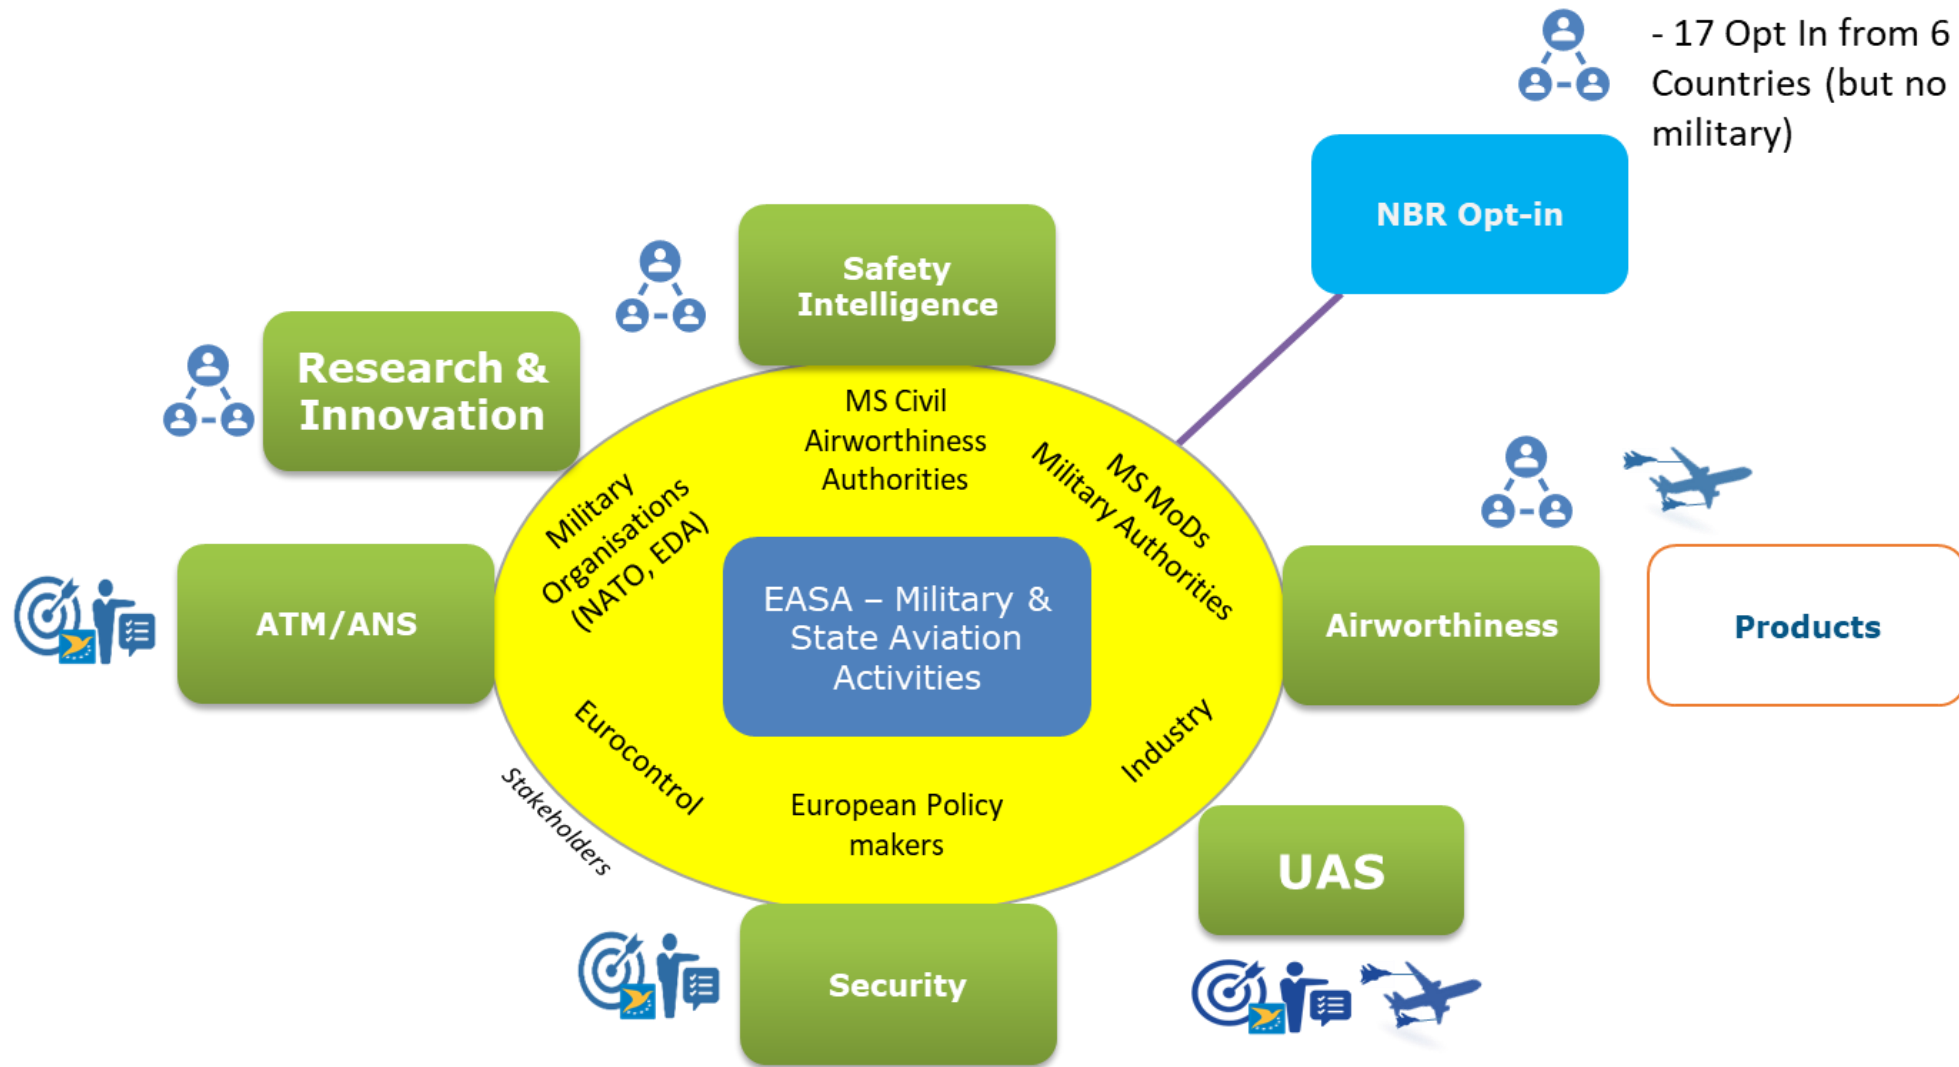 - 17 Opt In from 6
Countries (but no
military)
NBR Opt-in
Safety
Intelligence
Research &
Innovation
MS Civil
Airworthiness
Authorities
MS MoDs
Military Authorities
Military
Organisations
(NATO, EDA)
EASA – Military &
State Aviation
Activities
ATM/ANS
Airworthiness
Products
Eurocontrol
Industry
Stakeholders
European Policy
makers
UAS
Security